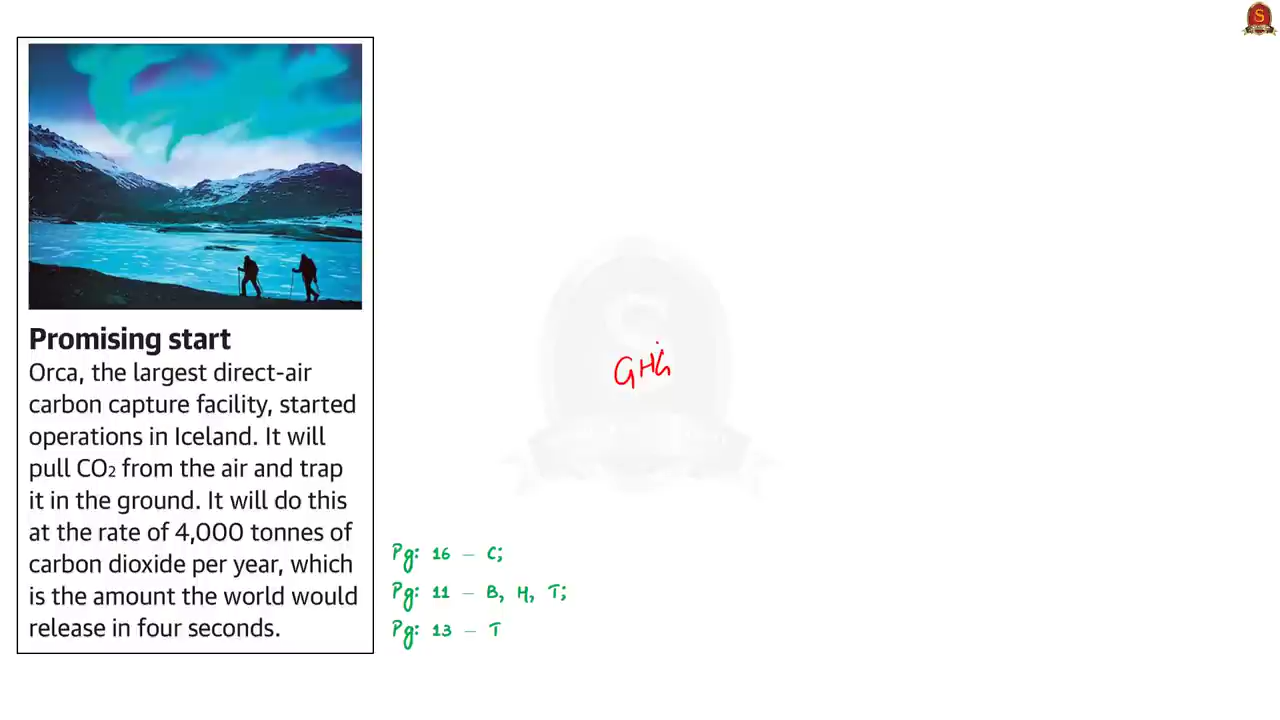 Promising start
Orca, the largest direct-air
carbon capture facility, started
operations in Iceland. It will
pull CO₂ from the air and trap
it in the ground. It will do this
at the rate of 4,000 tonnes of
carbon dioxide per year, which
is the amount the world would
release in four seconds.
GHG
Pg: 16 – C;
Pg: 11 – B, H, T;
Pg: 13 – T